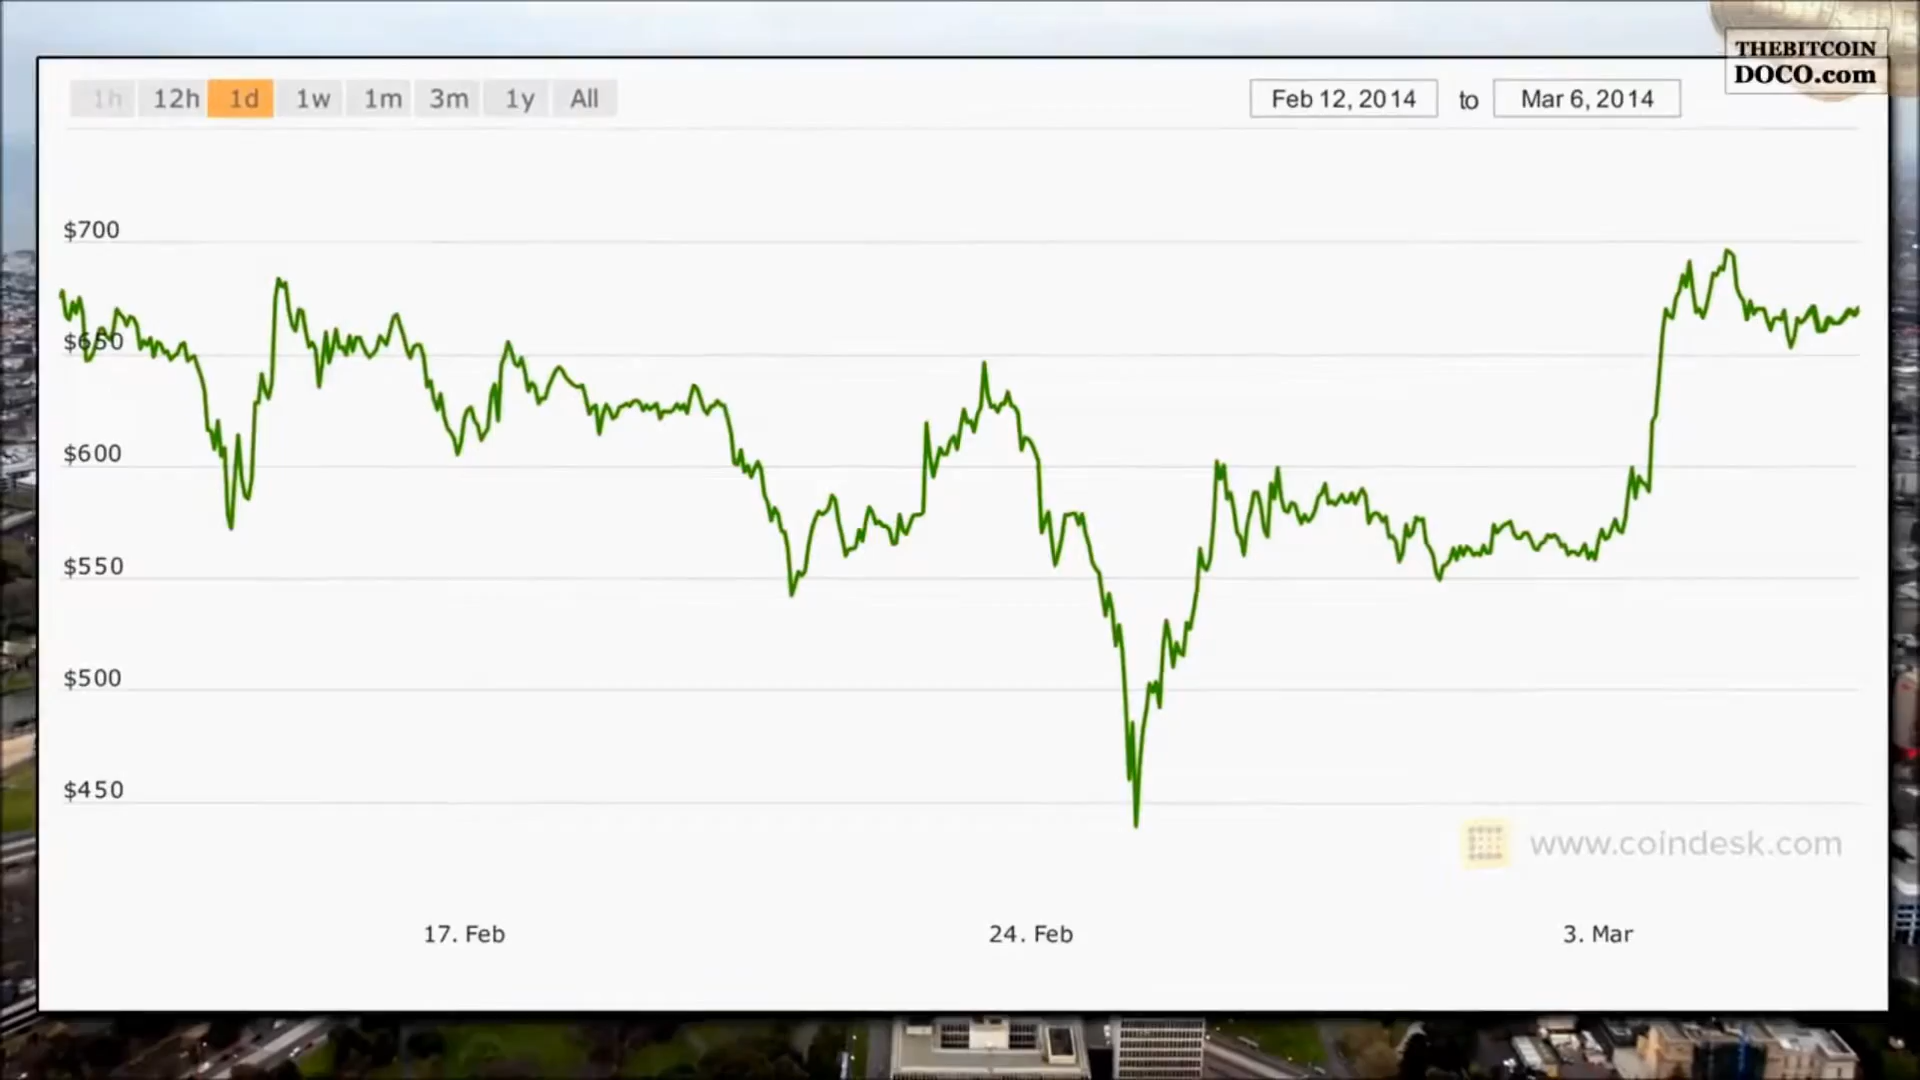 THEBITCOIN
DOCO.com
1h 12h 1d 1w 1m 3m 1y All
Feb 12, 2014 to Mar 6, 2014
$700
$650
$600
$550
$500
$450
www.coindesk.com
17. Feb 24. Feb 3. Mar